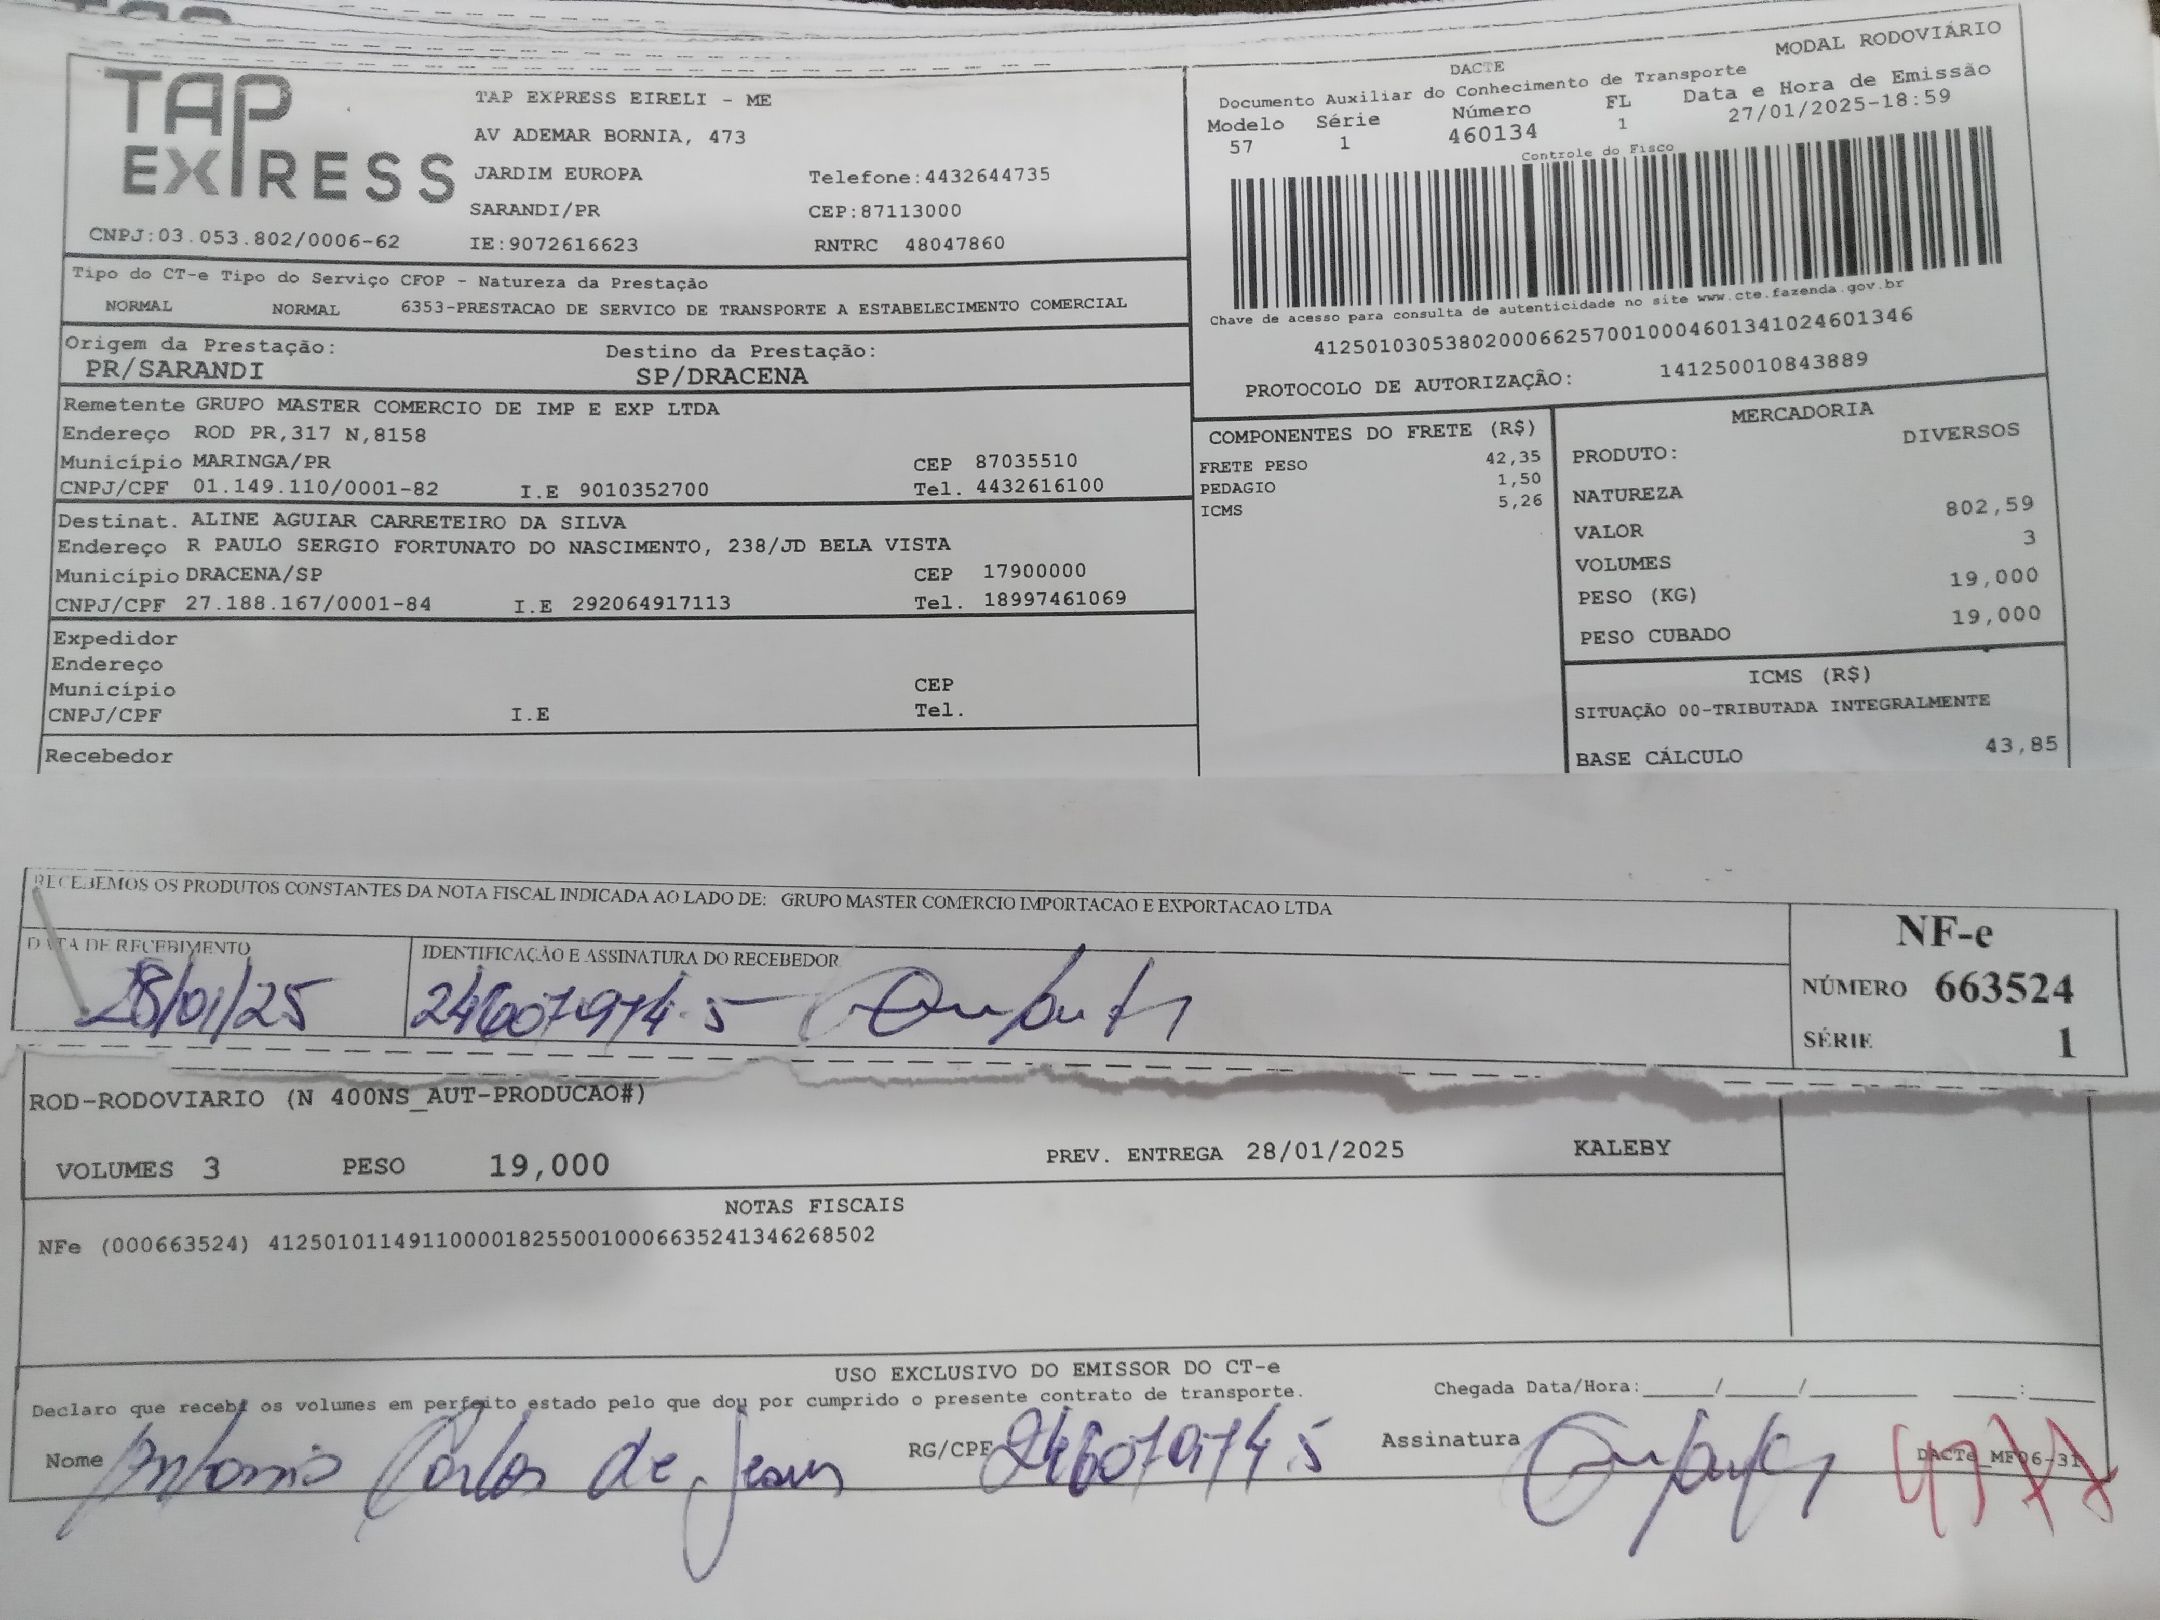 TAP EXPRESS
TAP EXPRESS EIRELI - ME
AV ADEMAR BORNIA, 473
JARDIM EUROPA Telefone:4432644735
SARANDI/PR CEP:87113000
CNPJ:03.053.802/0006-62 IE:9072616623 RNTRC 48047860
MODAL RODOVIÁRIO
DACTE
Documento Auxiliar do Conhecimento de Transporte
Modelo Série Número FL Data e Hora de Emissão
57 1 460134 1 27/01/2025-18:59
Controle do Fisco
Chave de acesso para consulta de autenticidade no site www.cte.fazenda.gov.br
41250103053802000662570010004601341024601346
PROTOCOLO DE AUTORIZAÇÃO: 141250010843889
Tipo do CT-e Tipo do Serviço CFOP - Natureza da Prestação
NORMAL NORMAL 6353-PRESTACAO DE SERVICO DE TRANSPORTE A ESTABELECIMENTO COMERCIAL
Origem da Prestação: Destino da Prestação:
PR/SARANDI SP/DRACENA
Remetente GRUPO MASTER COMERCIO DE IMP E EXP LTDA
Endereço ROD PR,317 N,8158
Município MARINGA/PR CEP 87035510
CNPJ/CPF 01.149.110/0001-82 I.E 9010352700 Tel. 4432616100
Destinat. ALINE AGUIAR CARRETEIRO DA SILVA
Endereço R PAULO SERGIO FORTUNATO DO NASCIMENTO, 238/JD BELA VISTA
Município DRACENA/SP CEP 17900000
CNPJ/CPF 27.188.167/0001-84 I.E 292064917113 Tel. 18997461069
Expedidor
Endereço
Município CEP
CNPJ/CPF I.E Tel.
Recebedor
COMPONENTES DO FRETE (R$)
FRETE PESO 42,35
PEDAGIO 1,50
ICMS 5,26
MERCADORIA
PRODUTO: DIVERSOS
NATUREZA
VALOR 802,59
VOLUMES 3
PESO (KG) 19,000
PESO CUBADO 19,000
ICMS (R$)
SITUAÇÃO 00-TRIBUTADA INTEGRALMENTE
BASE CÁLCULO 43,85
RECEBEMOS OS PRODUTOS CONSTANTES DA NOTA FISCAL INDICADA AO LADO DE: GRUPO MASTER COMERCIO IMPORTACAO E EXPORTACAO LTDA
DATA DE RECEBIMENTO IDENTIFICAÇÃO E ASSINATURA DO RECEBEDOR
28/01/25 24607974.5
NF-e
NÚMERO 663524
SÉRIE 1
ROD-RODOVIARIO (N 400NS_AUT-PRODUCAO#)
VOLUMES 3 PESO 19,000 PREV. ENTREGA 28/01/2025 KALEBY
NOTAS FISCAIS
NFe (000663524) 41250101149110000182550010006635241346268502
USO EXCLUSIVO DO EMISSOR DO CT-e
Declaro que recebi os volumes em perfeito estado pelo que dou por cumprido o presente contrato de transporte. Chegada Data/Hora:_____/_____/_______ ____:____
Nome Antonio Carlos de Jesus RG/CPF 24607974.5 Assinatura DACTe_MF06-31